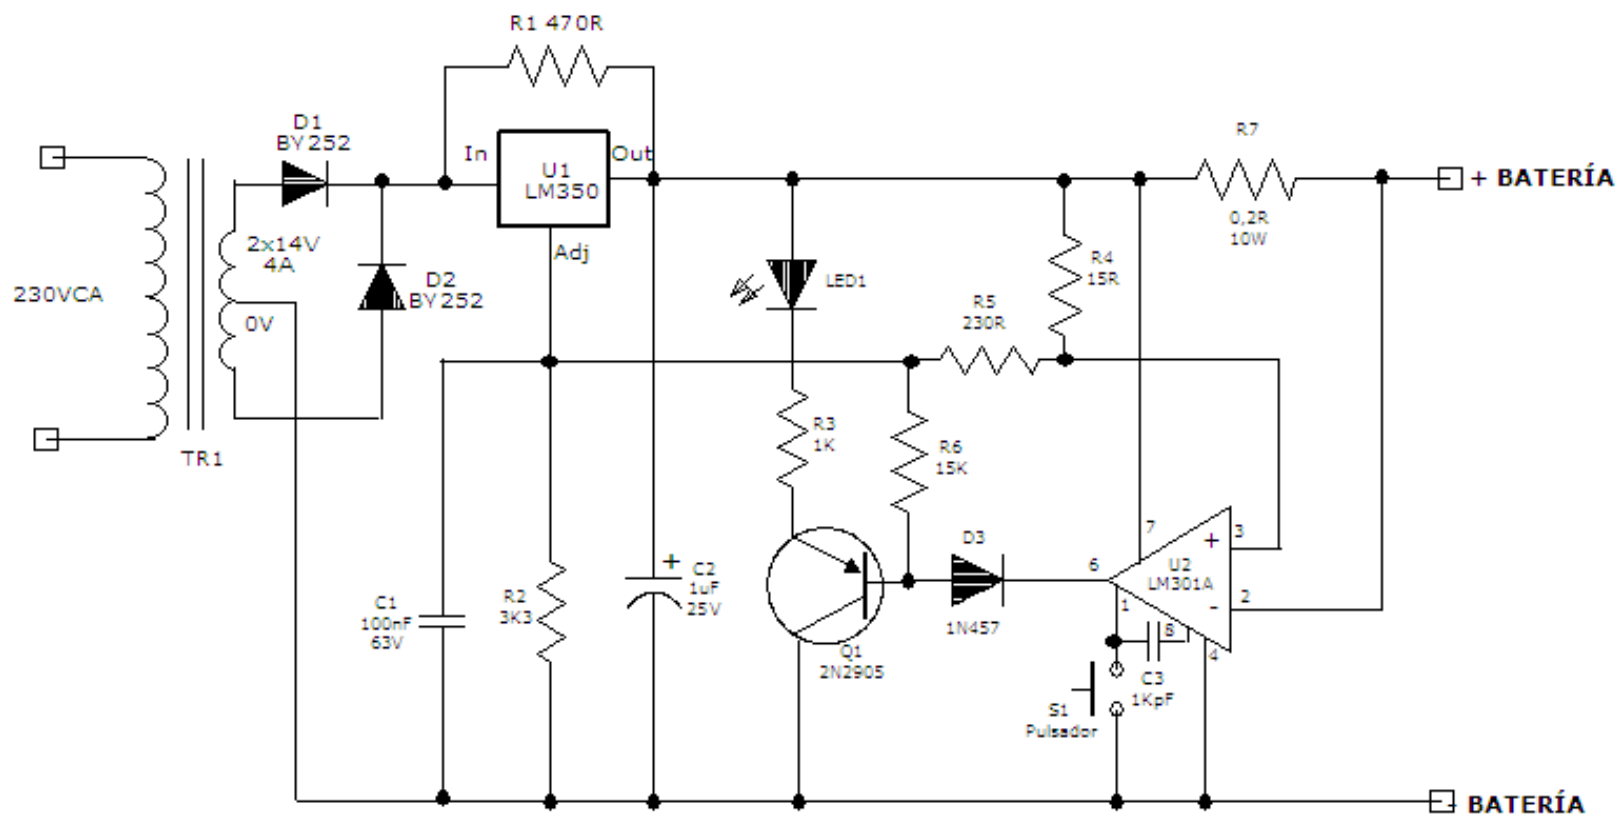 R1 470R
D1
BY252
In
Out
U1
LM350
Adj
R7
0,2R
10W
+ BATERÍA
2x14V
4A
0V
230VCA
D2
BY252
LED1
R4
15R
R5
230R
TR1
R3
1K
R6
15K
D3
1N457
7
6
3
+
U2
LM301A
2
-
1
8
4
C1
100nF
63V
R2
3K3
+
C2
1uF
25V
Q1
2N2905
C3
1KpF
S1
Pulsador
- BATERÍA